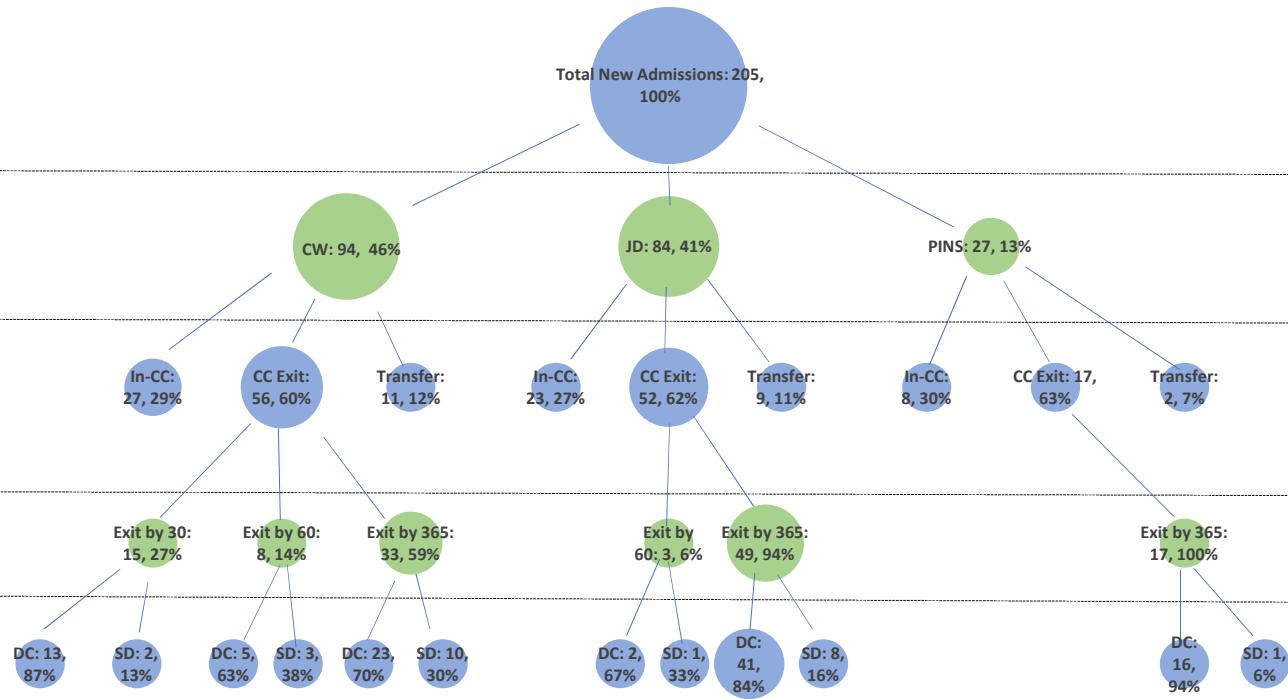 Total New Admissions: 205,
100%
CW: 94, 46%
JD: 84, 41%
PINS: 27, 13%
In-CC:
27, 29%
CC Exit:
56, 60%
Transfer:
11, 12%
In-CC:
23, 27%
CC Exit:
52, 62%
Transfer:
9, 11%
In-CC:
8, 30%
CC Exit: 17,
63%
Transfer:
2, 7%
Exit by 30:
15, 27%
Exit by 60:
8, 14%
Exit by 365:
33, 59%
Exit by
60: 3, 6%
Exit by 365:
49, 94%
Exit by 365:
17, 100%
DC: 13,
87%
SD: 2,
13%
DC: 5,
63%
SD: 3,
38%
DC: 23,
70%
SD: 10,
30%
DC: 2,
67%
SD: 1,
33%
DC:
41,
84%
SD: 8,
16%
DC:
16,
94%
SD: 1,
6%